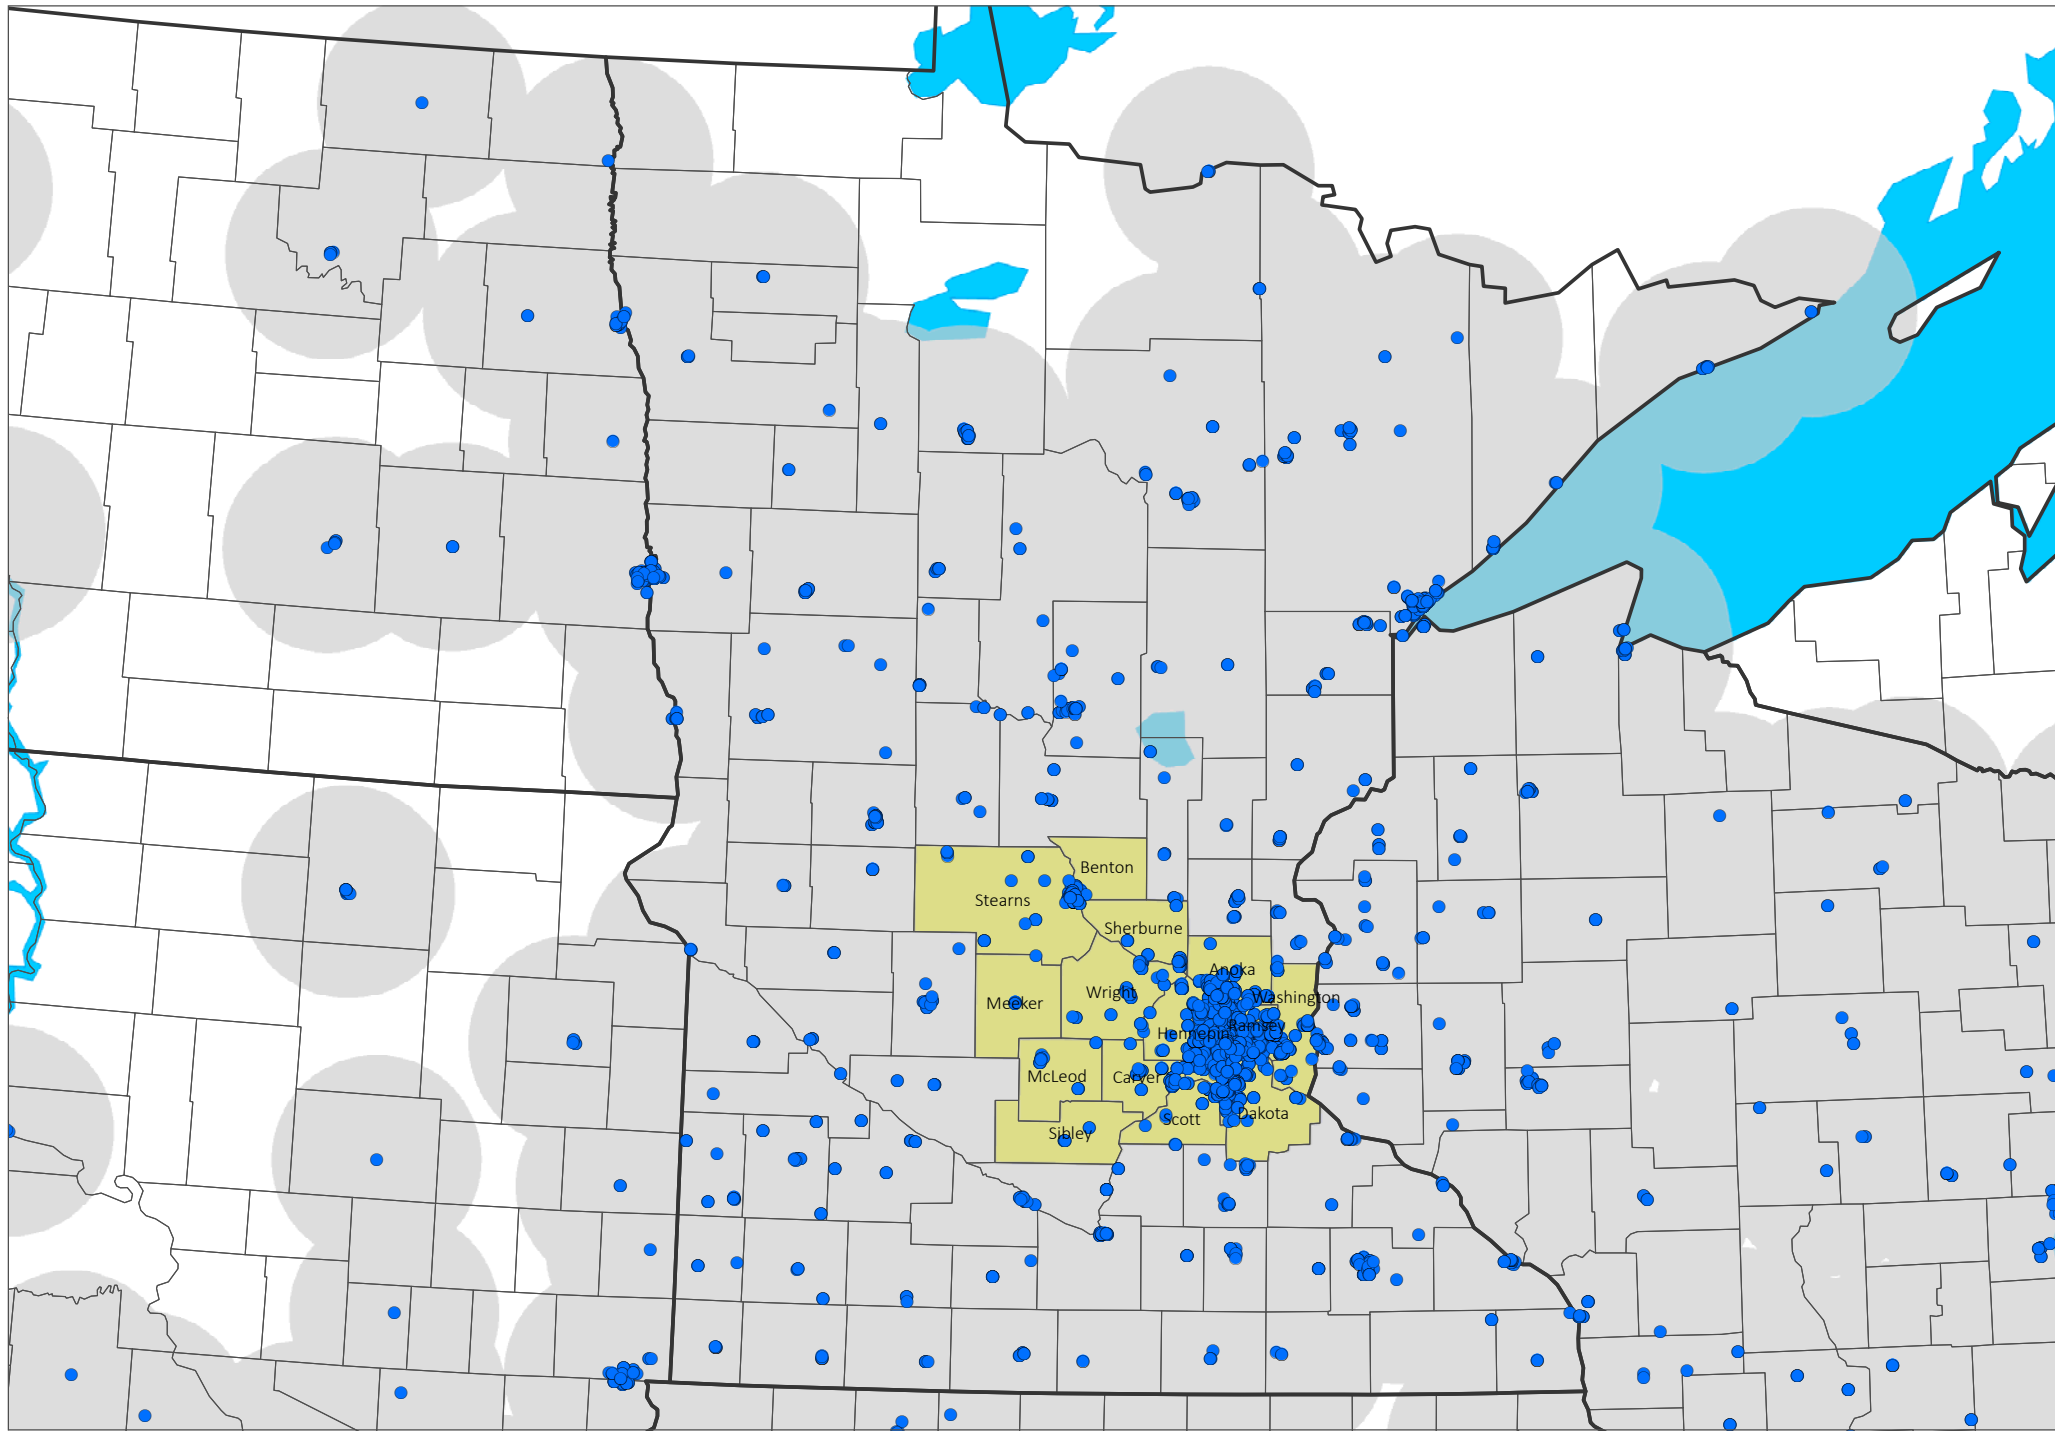 Benton
Stearns
Sherburne
Anoka
Wright
Washington
Meeker
Ramsey
Hennepin
McLeod
Carver
Dakota
Scott
Sibley